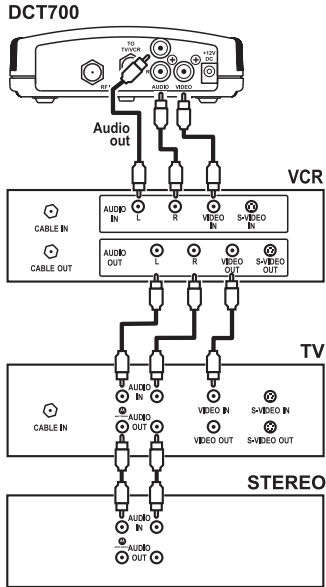 DCT700
TO
TV/VCR
+12V
DC
R
AUDIO VIDEO
Audio
out
VCR
CABLE IN
AUDIO
IN
L R VIDEO
IN
S-VIDEO
IN
CABLE OUT
AUDIO
OUT
L R VIDEO
OUT
S-VIDEO
OUT
TV
CABLE IN
AUDIO
IN
VIDEO IN S-VIDEO IN
AUDIO
OUT
VIDEO OUT S-VIDEO OUT
STEREO
AUDIO
IN
AUDIO
OUT